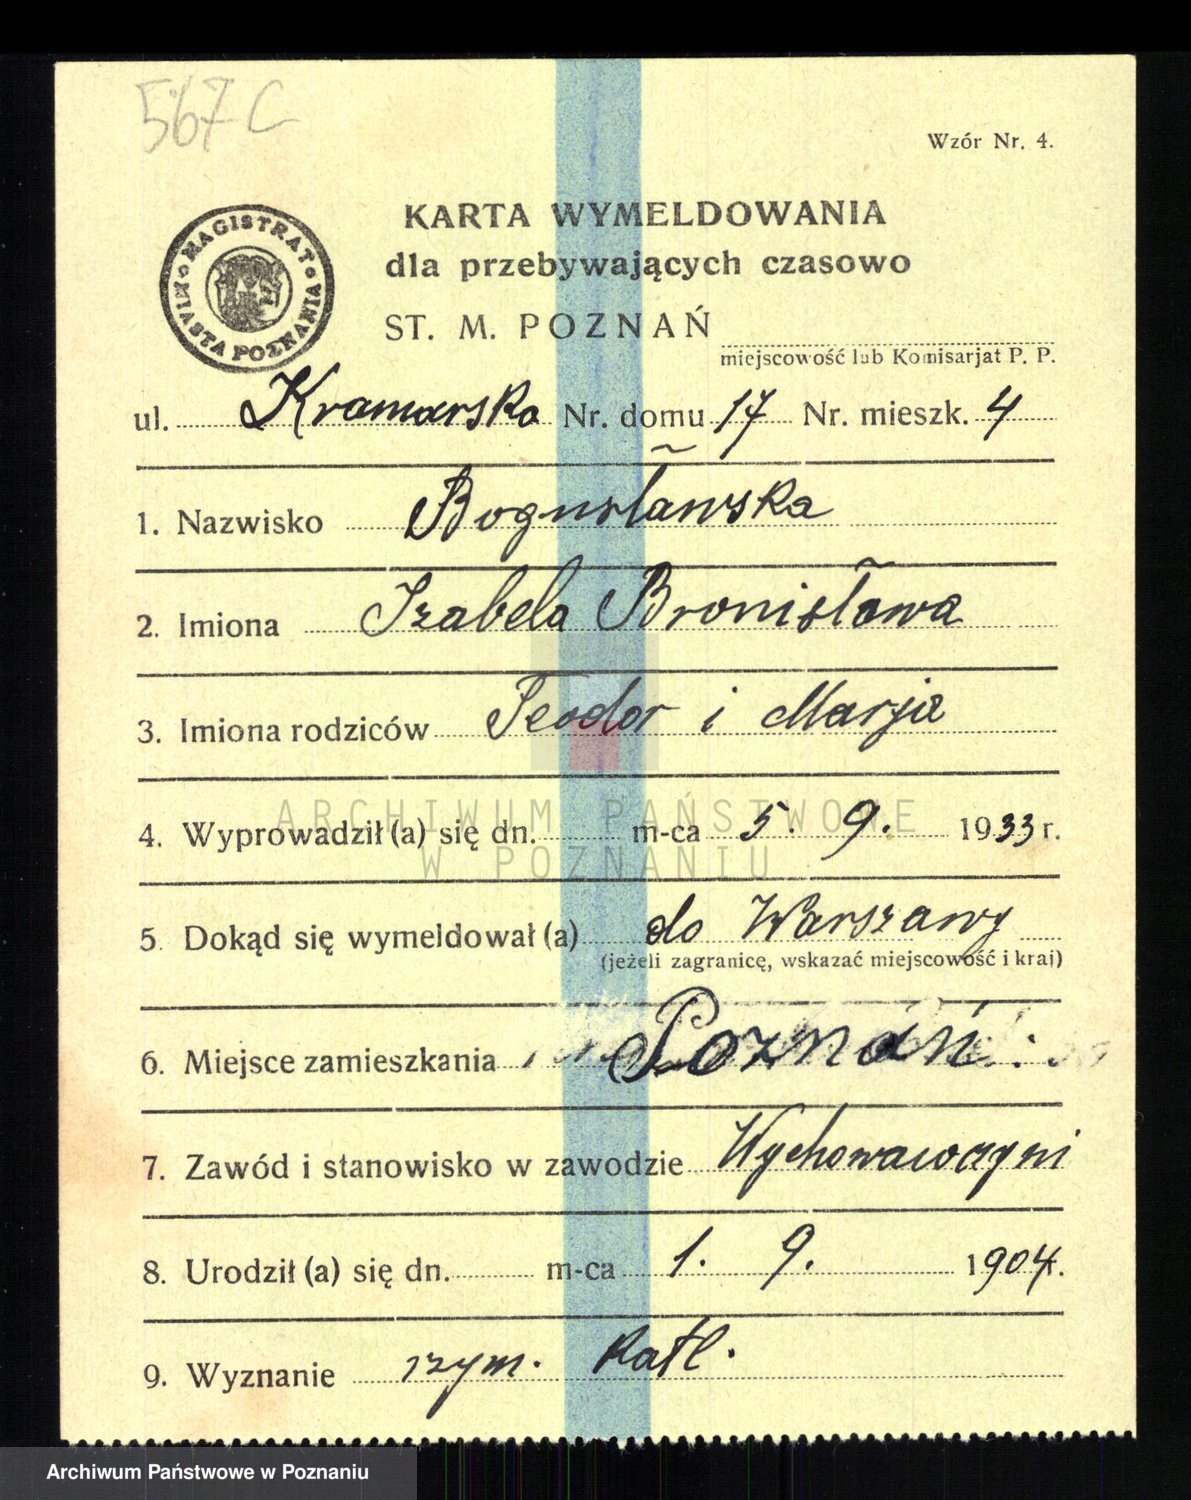 567 C
Wzór Nr. 4.
KARTA WYMELDOWANIA
dla przebywających czasowo
MAGISTRAT MIASTA POZNANIA
ST. M. POZNAŃ
miejscowość lub Komisarjat P. P.
ul. Kramarska Nr. domu 17 Nr. mieszk. 4
1. Nazwisko Bogusławska
2. Imiona Izabela Bronisława
3. Imiona rodziców Teodor i Marja
4. Wyprowadził (a) się dn. m-ca 5. 9. 1933 r.
ARCHIWUM PAŃSTWOWE
W POZNANIU
5. Dokąd się wymeldował (a) do Warszawy
(jeżeli zagranicę, wskazać miejscowość i kraj)
6. Miejsce zamieszkania Poznań
7. Zawód i stanowisko w zawodzie Wychowawczyni
8. Urodził (a) się dn. m-ca 1. 9. 1904 r.
9. Wyznanie rzym. katl.
Archiwum Państwowe w Poznaniu